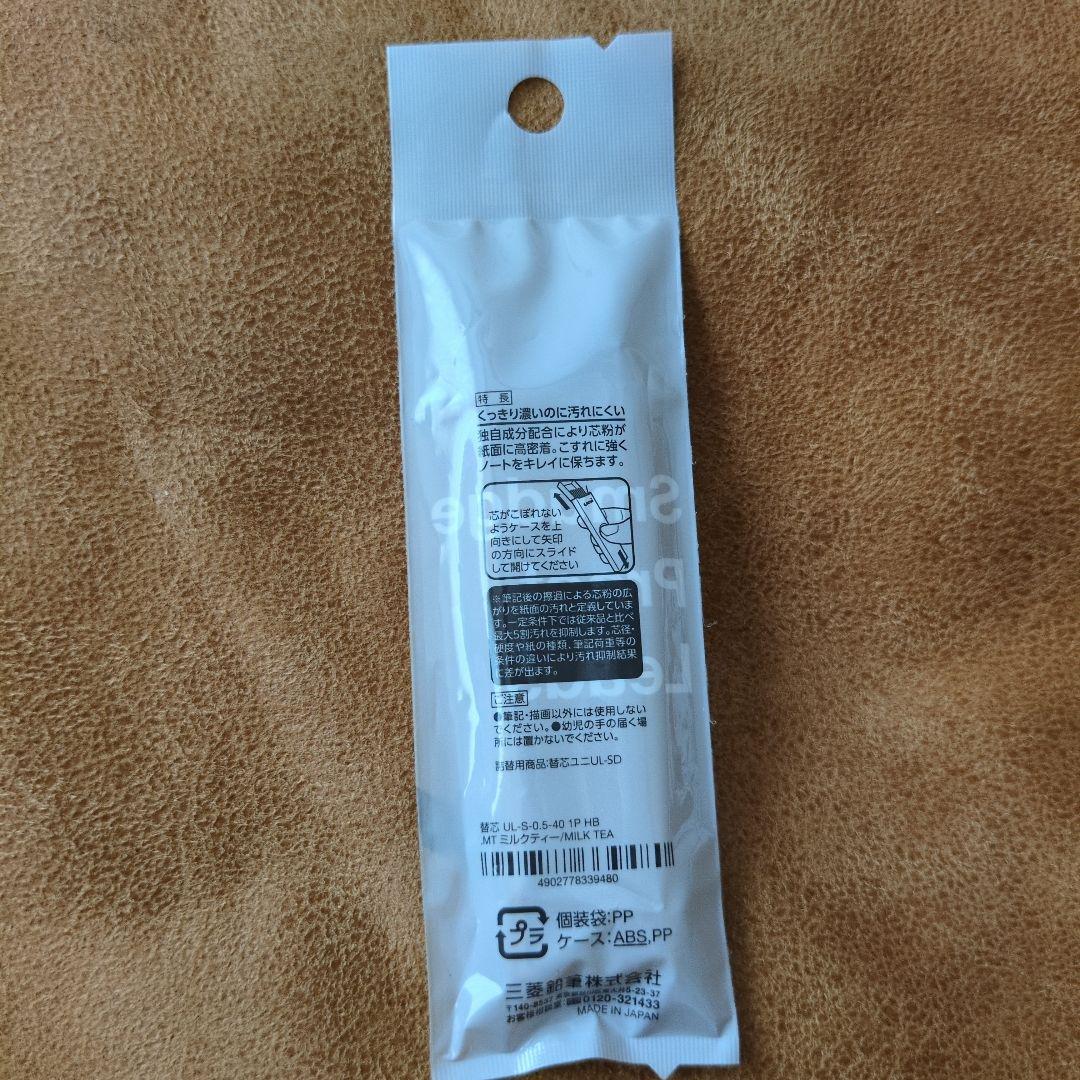 特長
くっきり濃いのに汚れにくい
独自成分配合により芯粉が
紙面に高密着。こすれに強く
ノートをキレイに保ちます。
芯がこぼれない
ようケースを上
向きにして矢印
の方向にスライド
して開けてください
※筆記後の擦過による芯粉の広
がりを紙面の汚れと定義していま
す。一定条件下では従来品と比べ
最大5割汚れを抑制します。芯径・
硬度や紙の種類、筆記荷重等の
条件の違いにより汚れ抑制結果
に差が出ます。
ご注意
●筆記・描画以外には使用しない
でください。●幼児の手の届く場
所には置かないでください。
詰替用商品:替芯ユニUL-SD
替芯 UL-S-0.5-40 1P HB
.MT ミルクティー/MILK TEA
4902778339480
プラ
個装袋:PP
ケース:ABS,PP
三菱鉛筆株式会社
〒140-8537 5-23-37
お客様相談室 0120-321433
MADE IN JAPAN